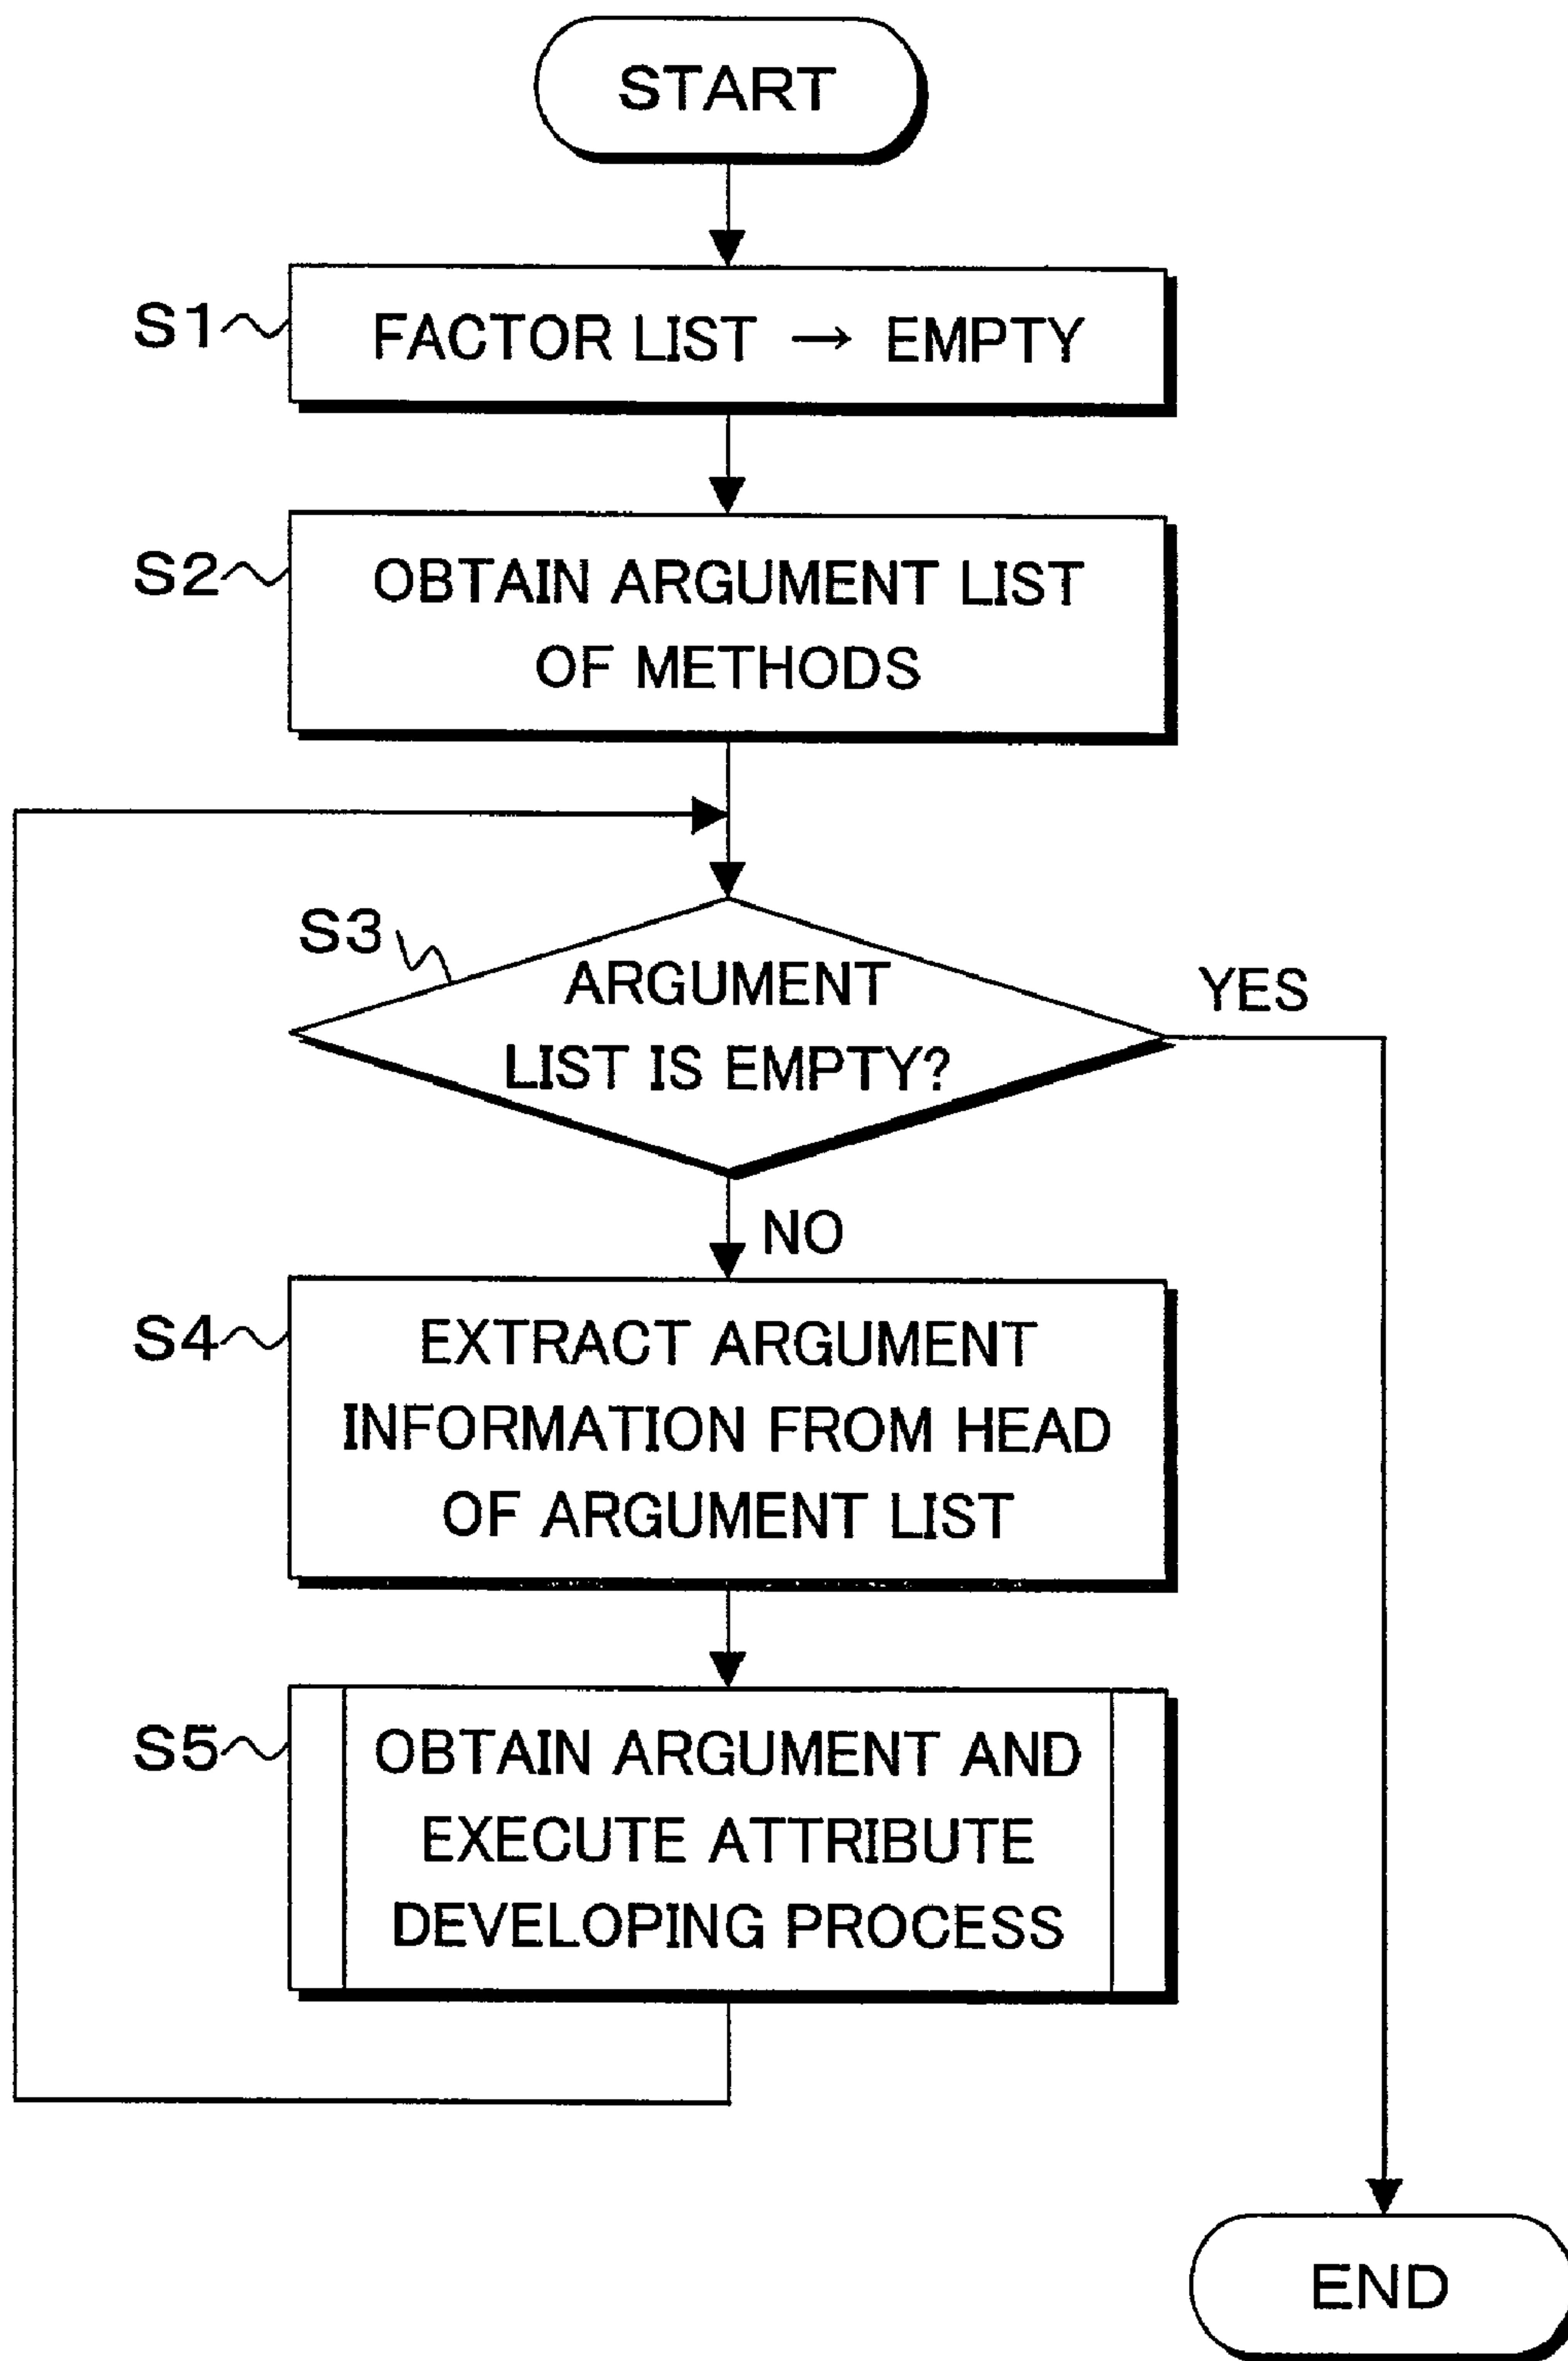 START
S1
FACTOR LIST → EMPTY
S2
OBTAIN ARGUMENT LIST
OF METHODS
S3
ARGUMENT
LIST IS EMPTY?
YES
NO
S4
EXTRACT ARGUMENT
INFORMATION FROM HEAD
OF ARGUMENT LIST
S5
OBTAIN ARGUMENT AND
EXECUTE ATTRIBUTE
DEVELOPING PROCESS
END